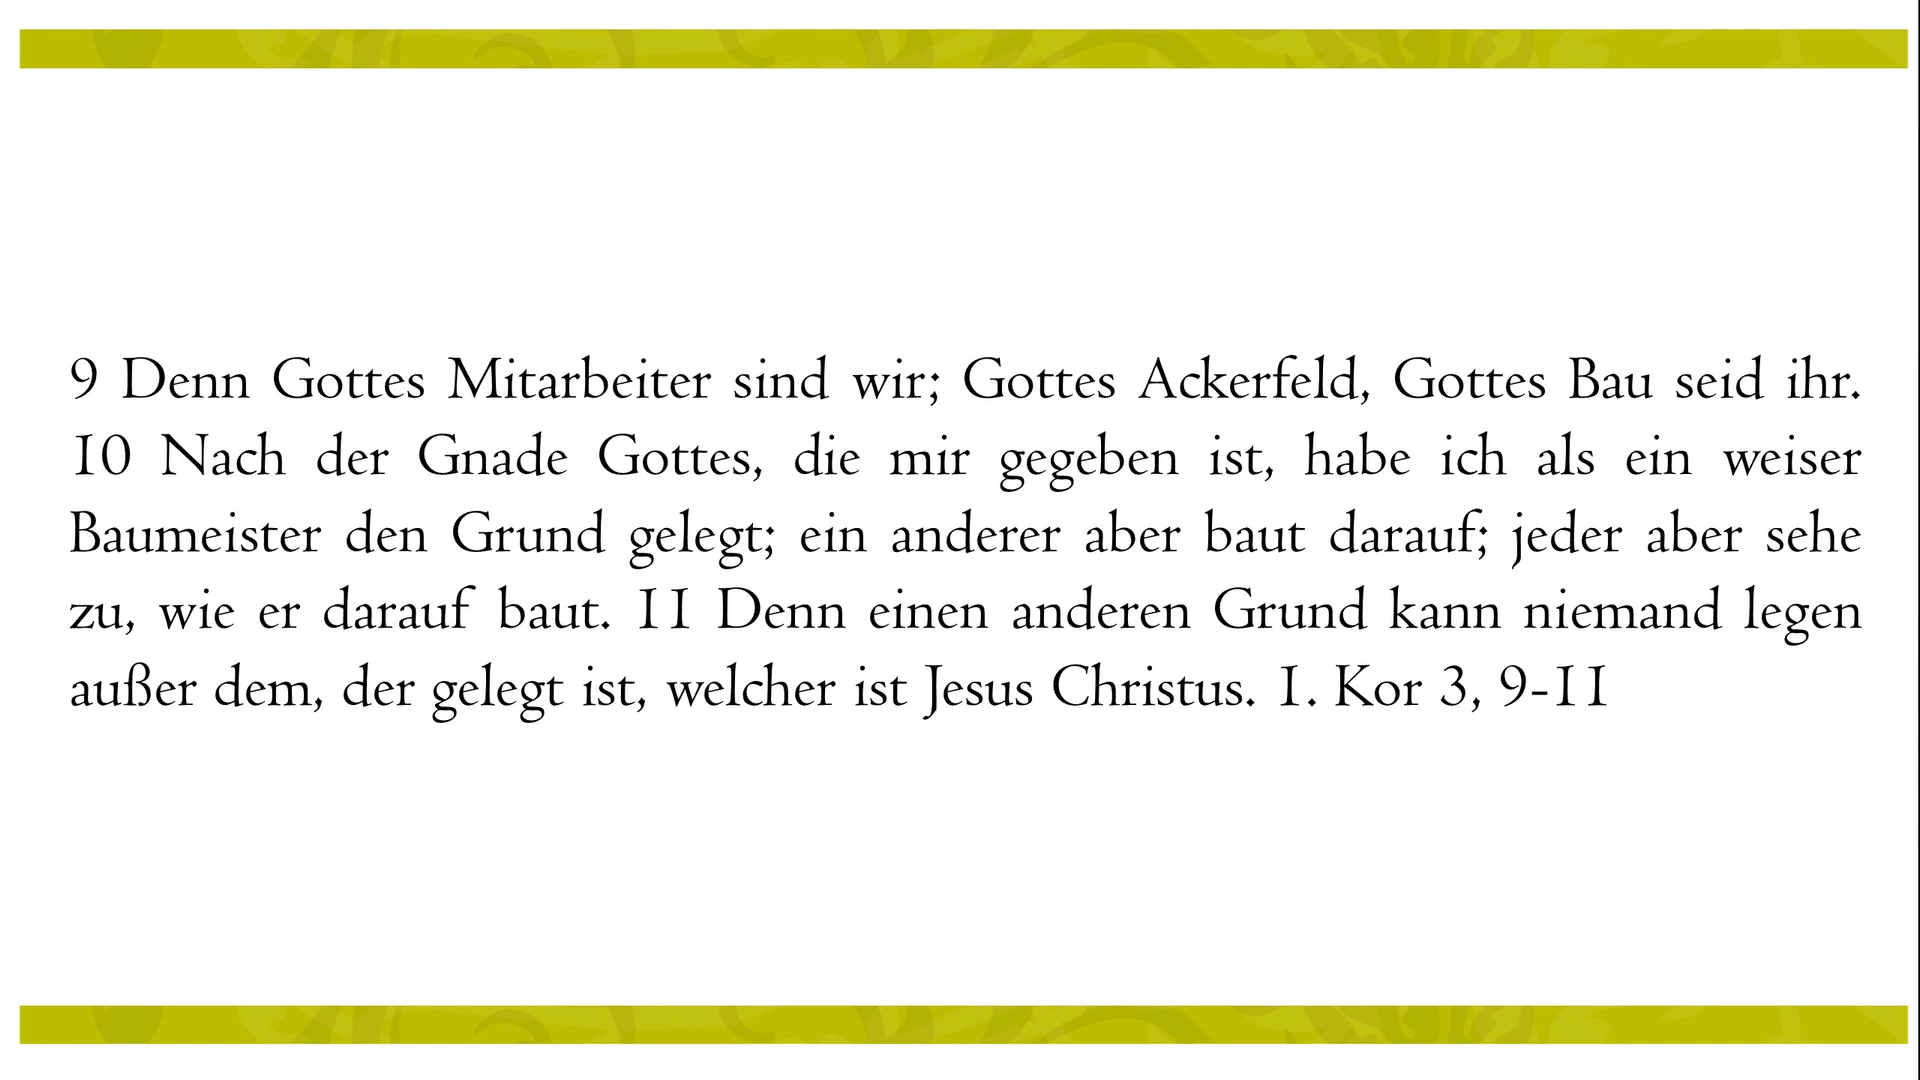 9 Denn Gottes Mitarbeiter sind wir; Gottes Ackerfeld, Gottes Bau seid ihr.
10 Nach der Gnade Gottes, die mir gegeben ist, habe ich als ein weiser
Baumeister den Grund gelegt; ein anderer aber baut darauf; jeder aber sehe
zu, wie er darauf baut. 11 Denn einen anderen Grund kann niemand legen
außer dem, der gelegt ist, welcher ist Jesus Christus. 1. Kor 3, 9-11